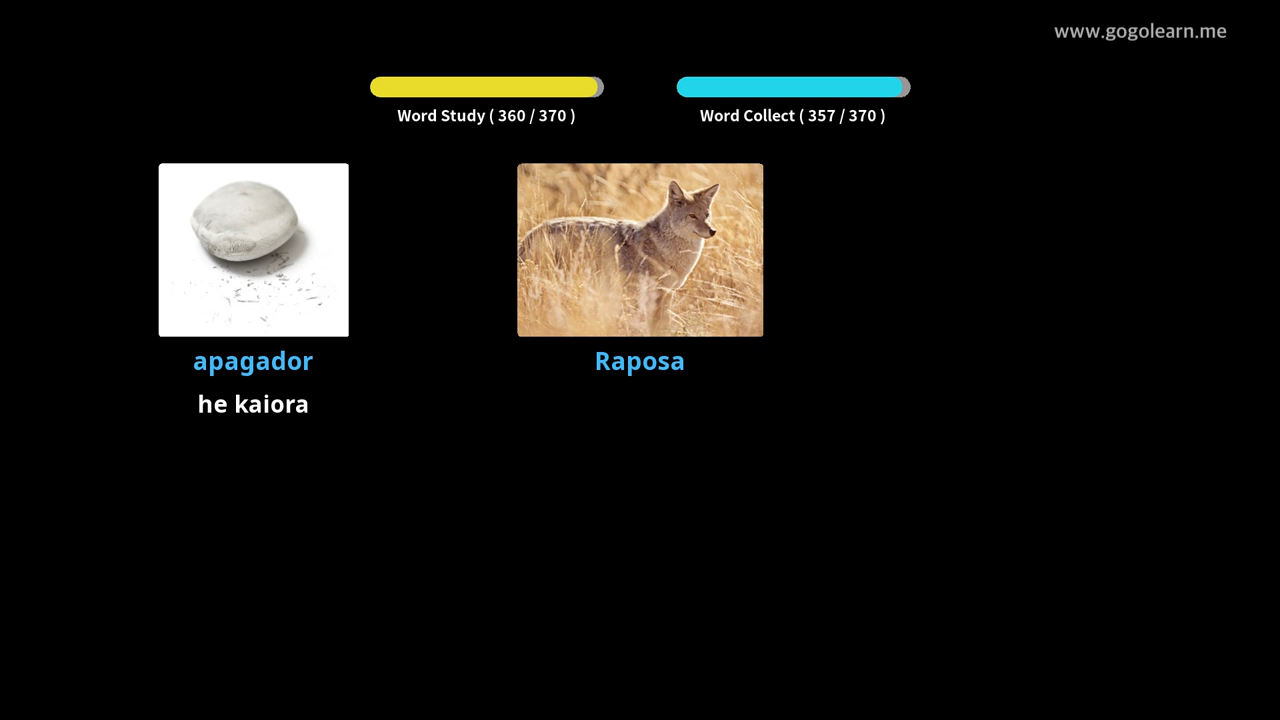 www.gogolearn.me
Word Study ( 360 / 370 )
Word Collect ( 357 / 370 )
apagador
Raposa
he kaiora